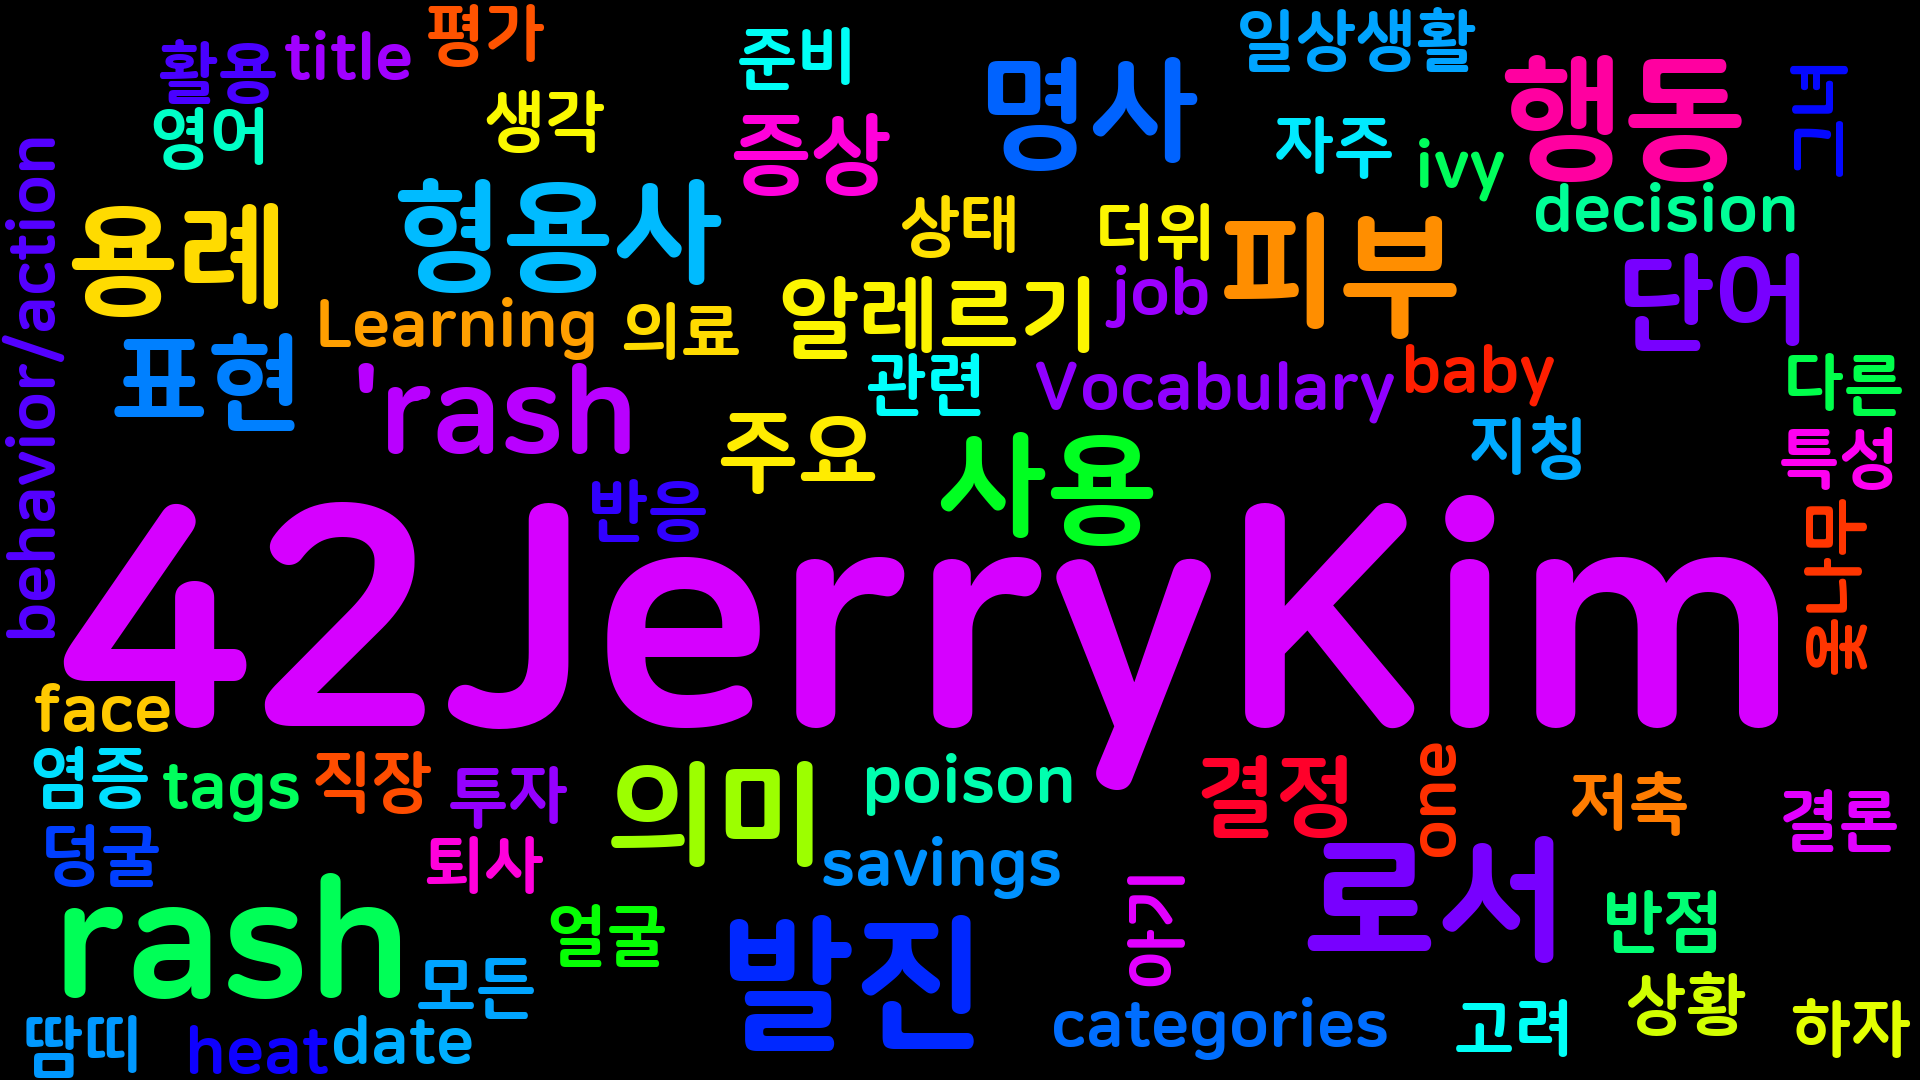 활용
title
평가
준비
일상생활
그녀
영어
생각
증상
명사
자주
ivy
행동
decision
behavior/action
용례
형용사
상태
더위
피부
단어
Learning
의료
알레르기
job
표현
'rash
관련
Vocabulary
baby
다른
주요
사용
지칭
특성
반응
옻나무
42JerryKim
face
염증
tags
직장
투자
의미
poison
결정
one
저축
결론
덩굴
퇴사
savings
로서
rash
얼굴
발진
아기
반점
모든
땀띠
heat
date
categories
고려
상황
하자